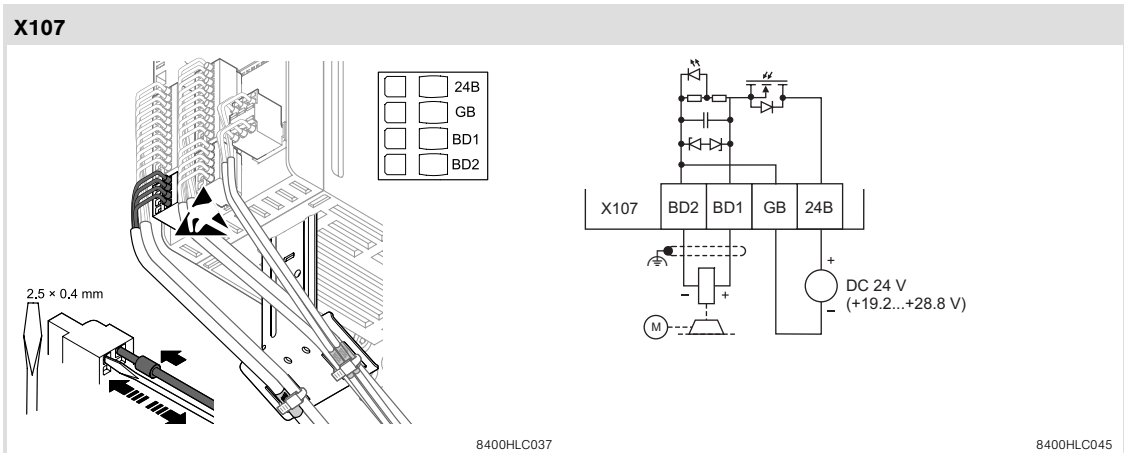 X107
24B
GB
BD1
BD2
2.5 × 0.4 mm
8400HLC037
X107 BD2 BD1 GB 24B
+
DC 24 V
(+19.2...+28.8 V)
–
– +
M
8400HLC045